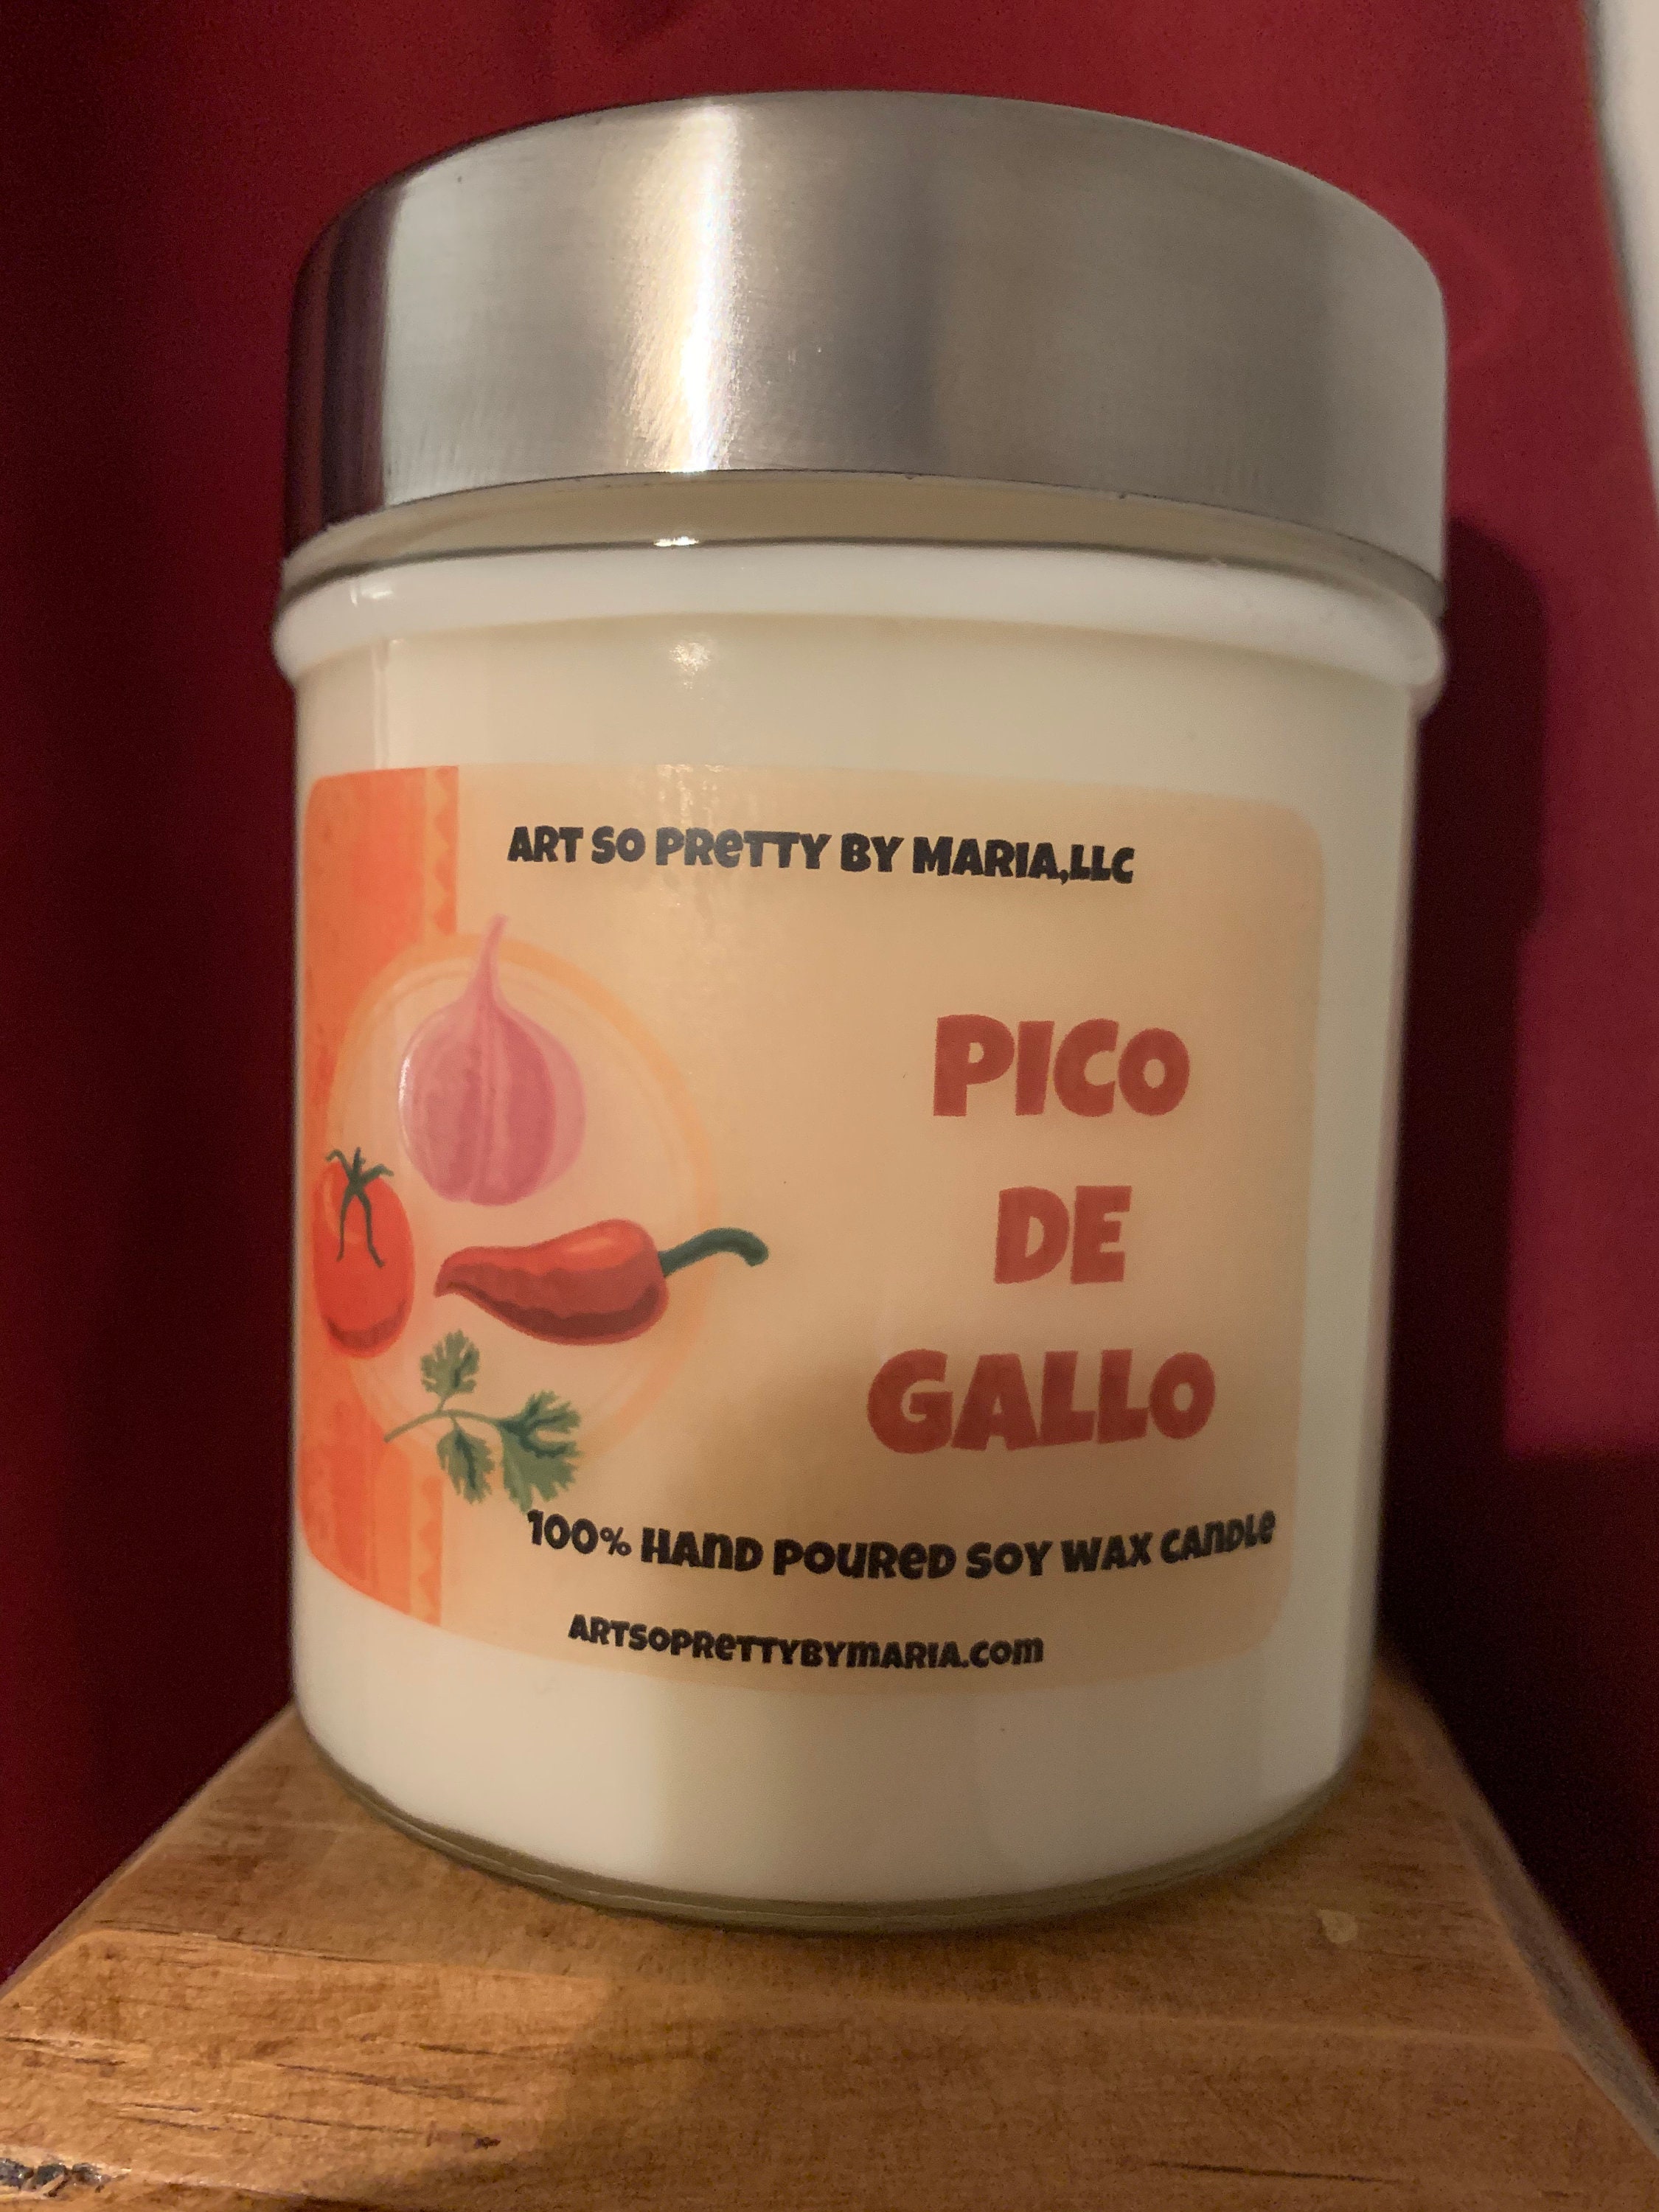 ART SO PReTTY BY MARIA,LLC
PICO
DE
GALLO
100% HAND POUReD SOY WAX CANDLe
ARTSOPReTTYBYMARIA.COM